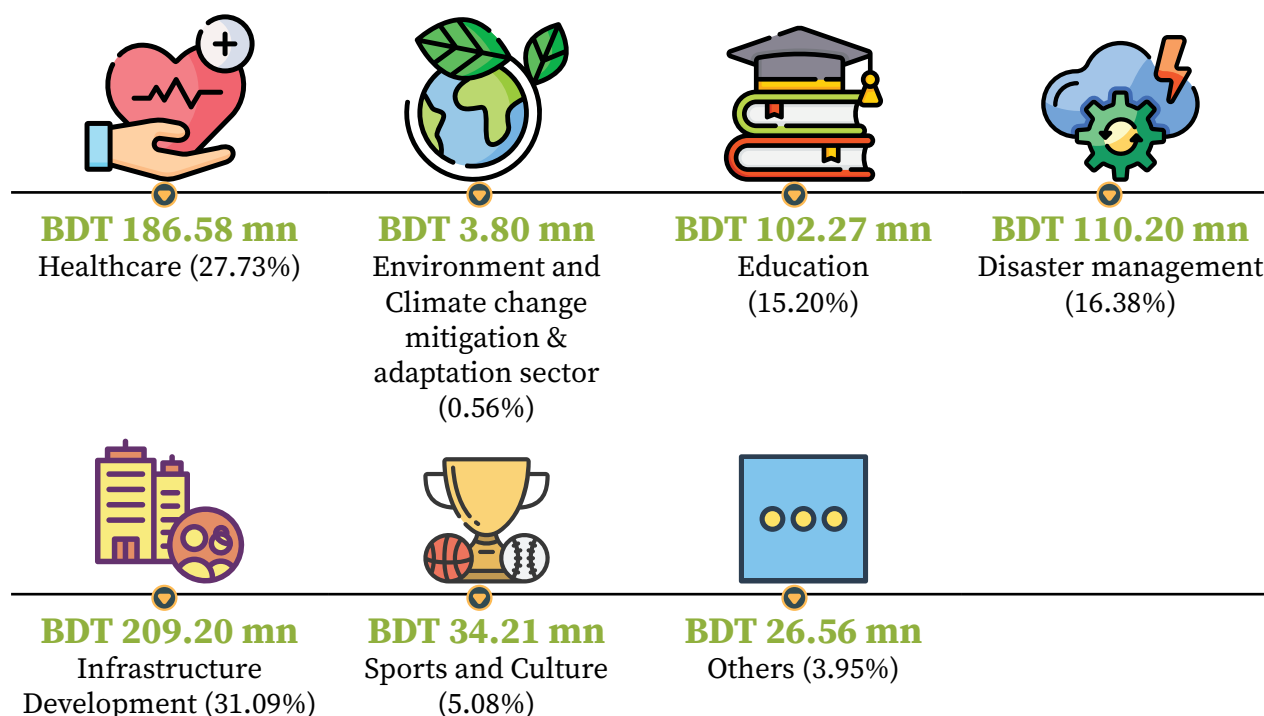 BDT 186.58 mn
Healthcare (27.73%)
BDT 3.80 mn
Environment and
Climate change
mitigation &
adaptation sector
(0.56%)
BDT 102.27 mn
Education
(15.20%)
BDT 110.20 mn
Disaster management
(16.38%)
BDT 209.20 mn
Infrastructure
Development (31.09%)
BDT 34.21 mn
Sports and Culture
(5.08%)
BDT 26.56 mn
Others (3.95%)